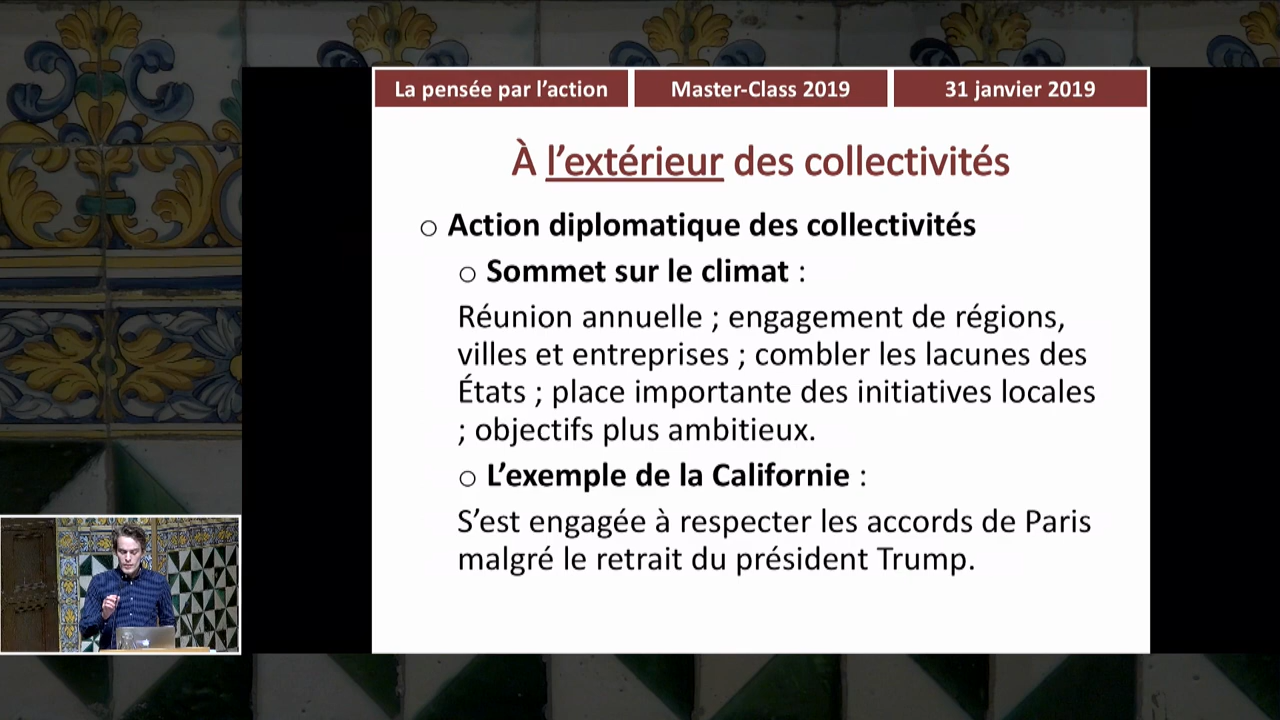 La pensée par l’action
Master-Class 2019
31 janvier 2019
À l’extérieur des collectivités
o Action diplomatique des collectivités
o Sommet sur le climat :
Réunion annuelle ; engagement de régions,
villes et entreprises ; combler les lacunes des
États ; place importante des initiatives locales
; objectifs plus ambitieux.
o L’exemple de la Californie :
S’est engagée à respecter les accords de Paris
malgré le retrait du président Trump.